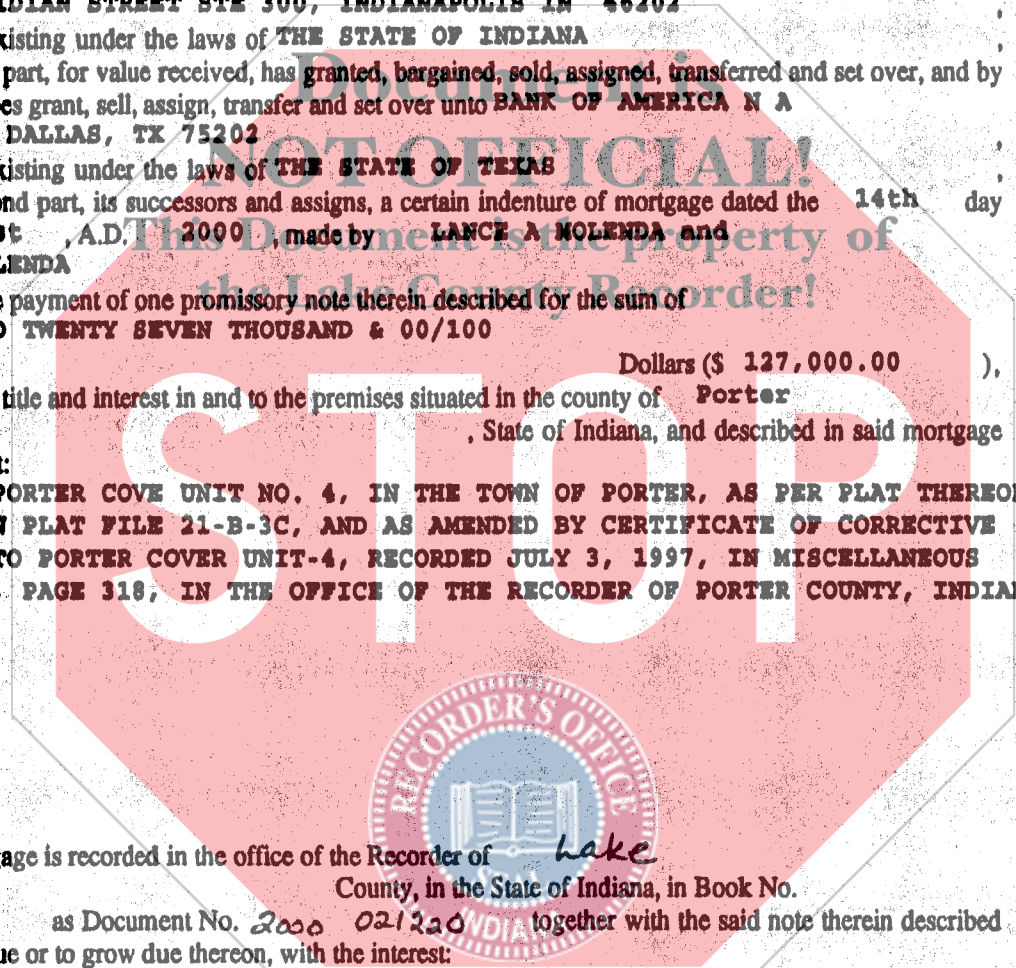 DIAN STREET STE 300, INDIANAPOLIS IN 46202 ,
xisting under the laws of THE STATE OF INDIANA ,
part, for value received, has granted, bargained, sold, assigned, transferred and set over, and by
es grant, sell, assign, transfer and set over unto BANK OF AMERICA N A
DALLAS, TX 75202 ,
xisting under the laws of THE STATE OF TEXAS ,
ond part, its successors and assigns, a certain indenture of mortgage dated the 14th day
st , A.D. 2000 , made by LANCE A MOLENDA and
LENDA
e payment of one promissory note therein described for the sum of
D TWENTY SEVEN THOUSAND & 00/100
Dollars ($ 127,000.00 ),
title and interest in and to the premises situated in the county of Porter
, State of Indiana, and described in said mortgage
t:
PORTER COVE UNIT NO. 4, IN THE TOWN OF PORTER, AS PER PLAT THEREO
N PLAT FILE 21-B-3C, AND AS AMENDED BY CERTIFICATE OF CORRECTIVE
TO PORTER COVER UNIT-4, RECORDED JULY 3, 1997, IN MISCELLANEOUS
PAGE 318, IN THE OFFICE OF THE RECORDER OF PORTER COUNTY, INDIA
gage is recorded in the office of the Recorder of Lake
County, in the State of Indiana, in Book No.
as Document No. 2000 021220 together with the said note therein described
ue or to grow due thereon, with the interest:
Document is
NOT OFFICIAL!
This Document is the property of
the Lake County Recorder!
STOP
RECORDER'S OFFICE
SEAL
INDIANA